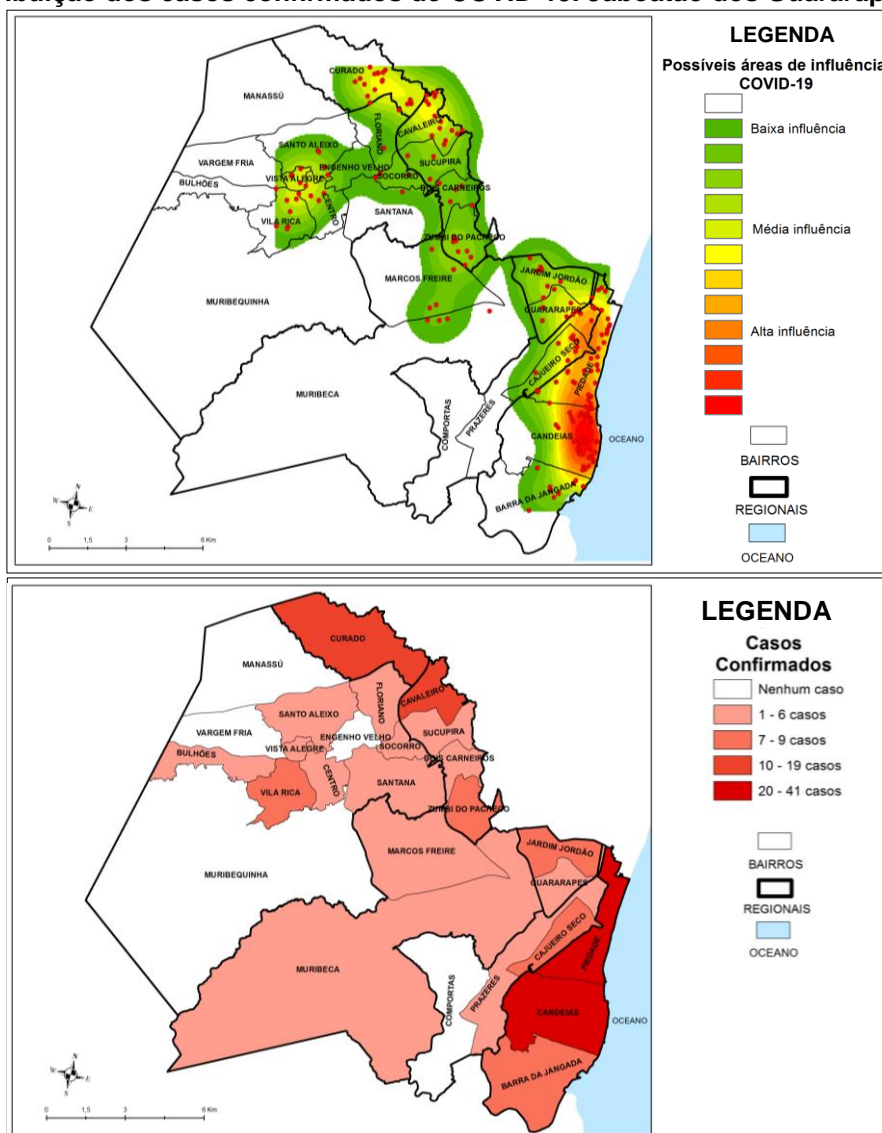 dos casos confirmados de COVID-19. Jaboatão dos
LEGENDA
Possíveis áreas de influência
COVID-19
Baixa influência
Média influência
Alta influência
BAIRROS
REGIONAIS
OCEANO
CURADO
MANASSÚ
FLORIANO
CAVALEIRO
SANTO ALEIXO
VARGEM FRIA
ENGENHO VELHO
SUCUPIRA
VISTA ALEGRE
SOCORRO
BULHÕES
DOIS CARNEIROS
CENTRO
SANTANA
VILA RICA
ZUMBI DO PACHECO
MARCOS FREIRE
JARDIM JORDÃO
MURIBEQUINHA
GUARARAPES
CAJUEIRO SECO
PIEDADE
MURIBECA
COMPORTAS
PRAZERES
CANDEIAS
OCEANO
BARRA DA JANGADA
N
W E
S
0 1,5 3 6 Km
LEGENDA
Casos
Confirmados
Nenhum caso
1 - 6 casos
7 - 9 casos
10 - 19 casos
20 - 41 casos
BAIRROS
REGIONAIS
OCEANO
CURADO
MANASSÚ
FLORIANO
CAVALEIRO
SANTO ALEIXO
VARGEM FRIA
ENGENHO VELHO
SUCUPIRA
VISTA ALEGRE
SOCORRO
BULHÕES
DOIS CARNEIROS
CENTRO
SANTANA
VILA RICA
ZUMBI DO PACHECO
MARCOS FREIRE
JARDIM JORDÃO
MURIBEQUINHA
GUARARAPES
CAJUEIRO SECO
PIEDADE
MURIBECA
COMPORTAS
PRAZERES
CANDEIAS
OCEANO
BARRA DA JANGADA
N
W E
S
0 1,5 3 6 Km